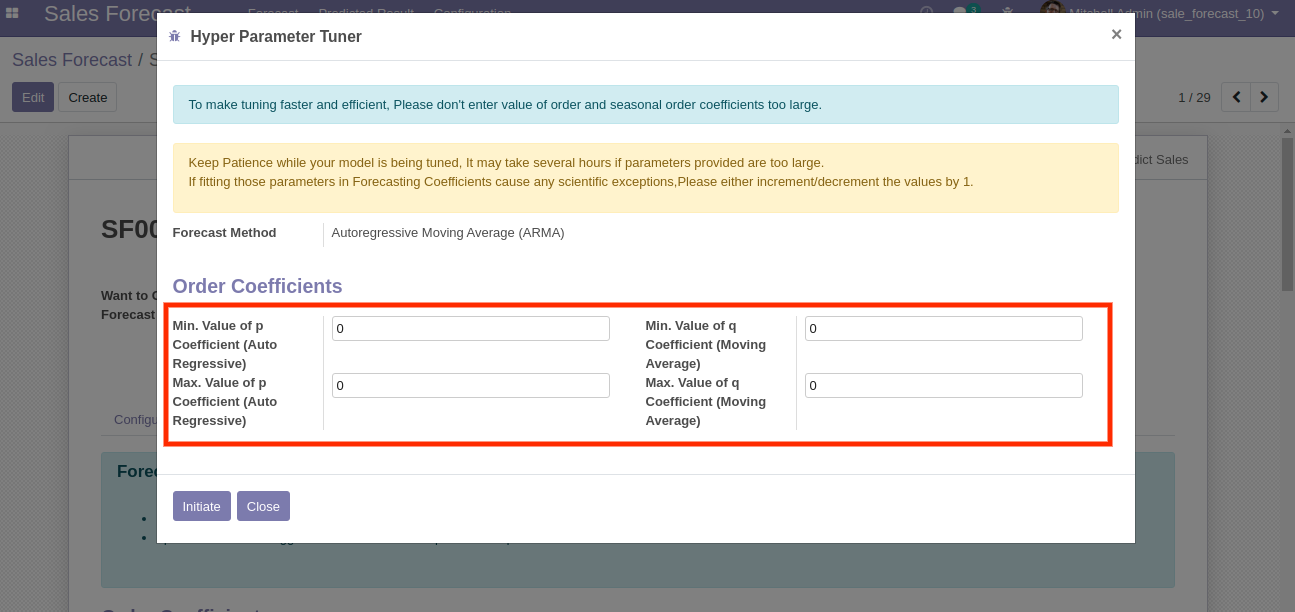 Sales Forecast
Forecast Predicted Result Configuration
3
Mitchell Admin (sale_forecast_10)
Hyper Parameter Tuner
×
Sales Forecast / S
Edit
Create
1 / 29
To make tuning faster and efficient, Please don't enter value of order and seasonal order coefficients too large.
Keep Patience while your model is being tuned, It may take several hours if parameters provided are too large.
If fitting those parameters in Forecasting Coefficients cause any scientific exceptions,Please either increment/decrement the values by 1.
dict Sales
SF00
Forecast Method
Autoregressive Moving Average (ARMA)
Want to
Forecast
Order Coefficients
Min. Value of p
Coefficient (Auto
Regressive)
0
Min. Value of q
Coefficient (Moving
Average)
0
Max. Value of p
Coefficient (Auto
Regressive)
0
Max. Value of q
Coefficient (Moving
Average)
0
Configu
Forec
Initiate
Close